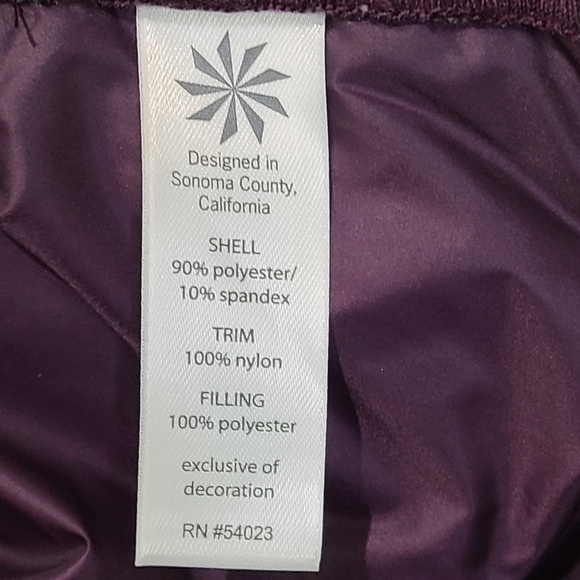 Designed in
Sonoma County,
California
SHELL
90% polyester/
10% spandex
TRIM
100% nylon
FILLING
100% polyester
exclusive of
decoration
RN #54023